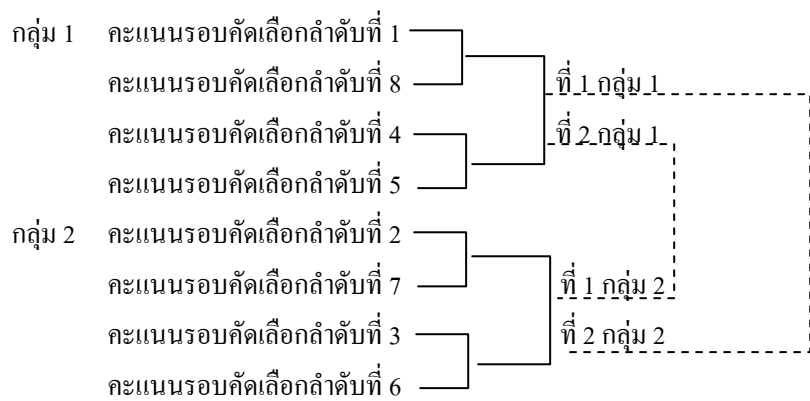 กลุ่ม 1 คะแนนรอบคัดเลือกลำดับที่ 1
คะแนนรอบคัดเลือกลำดับที่ 8
ที่ 1 กลุ่ม 1
คะแนนรอบคัดเลือกลำดับที่ 4
ที่ 2 กลุ่ม 1
คะแนนรอบคัดเลือกลำดับที่ 5
กลุ่ม 2 คะแนนรอบคัดเลือกลำดับที่ 2
คะแนนรอบคัดเลือกลำดับที่ 7
ที่ 1 กลุ่ม 2
คะแนนรอบคัดเลือกลำดับที่ 3
ที่ 2 กลุ่ม 2
คะแนนรอบคัดเลือกลำดับที่ 6